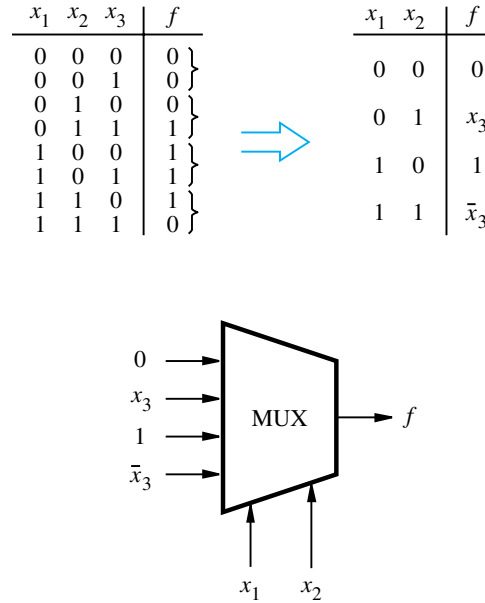 x₁ x₂ x₃ f
0 0 0 0
0 0 1 0
0 1 0 0
0 1 1 1
1 0 0 1
1 0 1 1
1 1 0 1
1 1 1 0
x₁ x₂ f
0 0 0
0 1 x₃
1 0 1
1 1 x̄₃
0
x₃
1
x̄₃
MUX
f
x₁ x₂